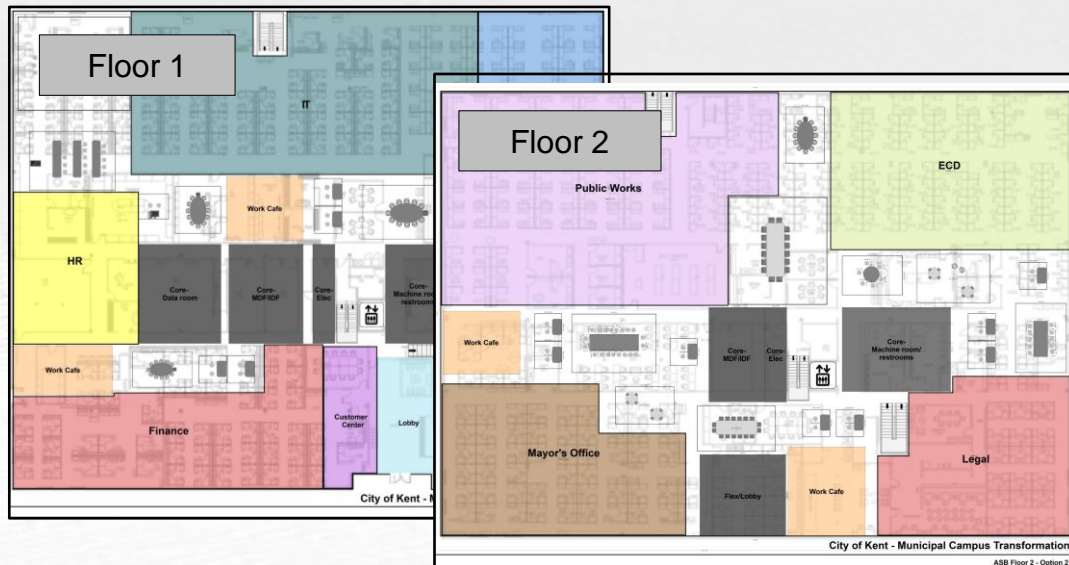 Floor 1
IT
Work Cafe
HR
Core-
Data room
Core-
MDF/IDF
Core-
Elec
Core-
Machine roo
restroom
Work Cafe
Finance
Customer
Center
Lobby
City of Kent - M
Floor 2
Public Works
ECD
Work Cafe
Core-
MDF/IDF
Core-
Elec
Core-
Machine room/
restrooms
Mayor's Office
Flex/Lobby
Work Cafe
Legal
City of Kent - Municipal Campus Transformation
ASB Floor 2 - Option 2